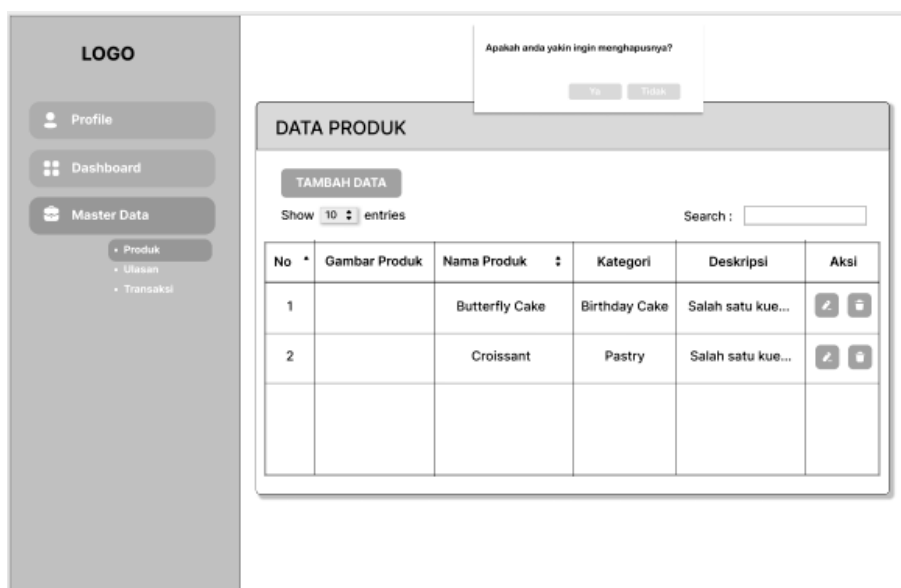 LOGO
Profile
Dashboard
Master Data
• Produk
• Ulasan
• Transaksi
Apakah anda yakin ingin menghapusnya?
Ya Tidak
DATA PRODUK
TAMBAH DATA
Show 10 entries
Search :
No Gambar Produk Nama Produk Kategori Deskripsi Aksi
1 Butterfly Cake Birthday Cake Salah satu kue...
2 Croissant Pastry Salah satu kue...